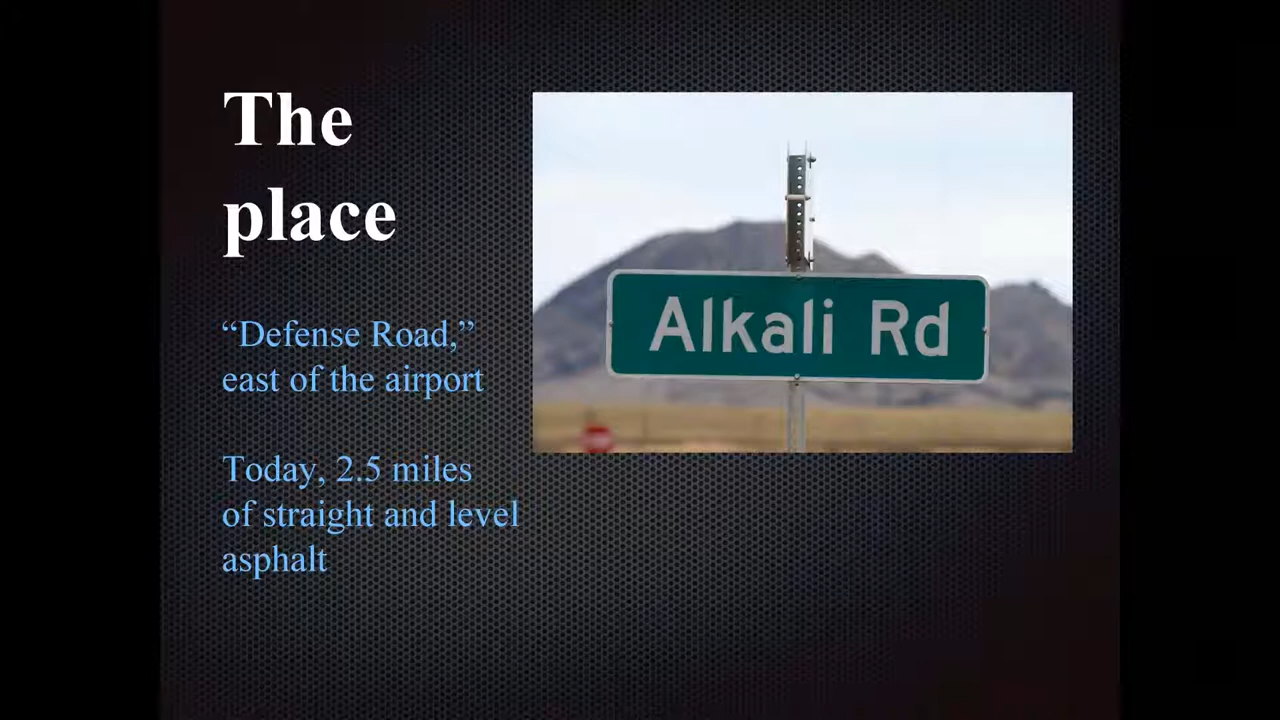 The
place
“Defense Road,”
east of the airport
Today, 2.5 miles
of straight and level
asphalt
Alkali Rd